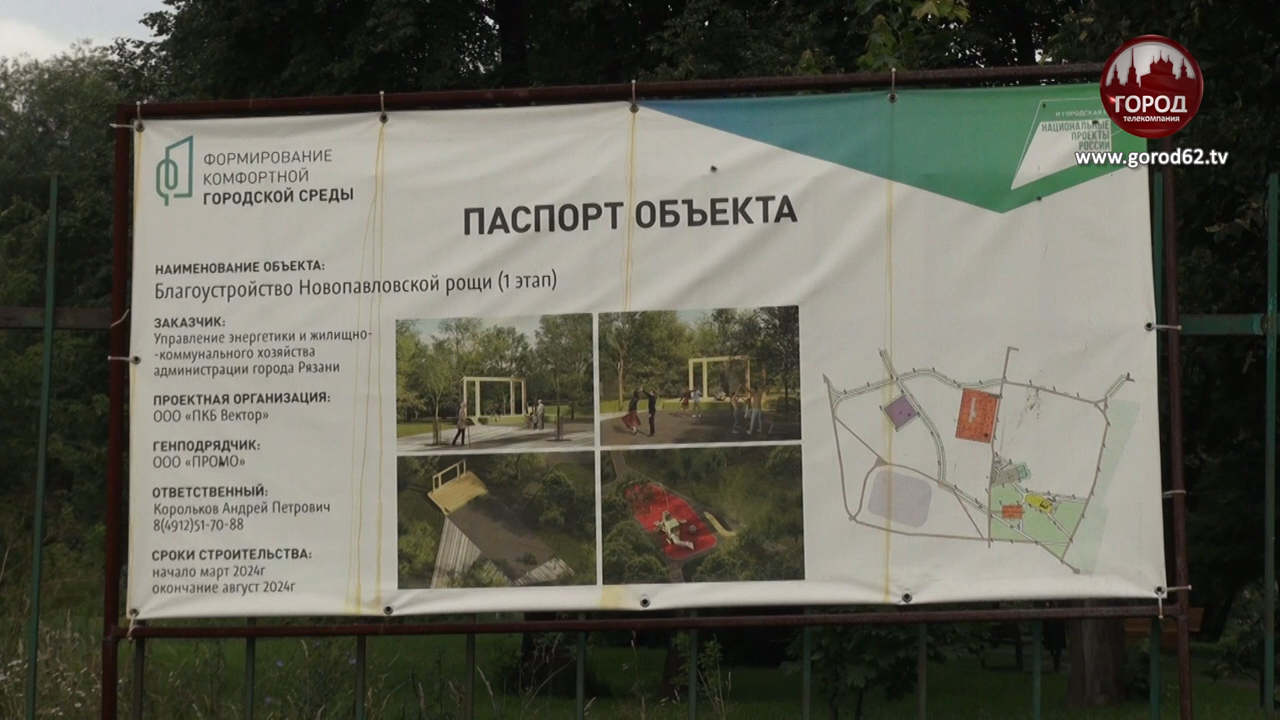 ГОРОД
ТЕЛЕКОМПАНИЯ
www.gorod62.tv
НАЦИОНАЛЬНЫЕ
ПРОЕКТЫ
РОССИИ
ФОРМИРОВАНИЕ
КОМФОРТНОЙ
ГОРОДСКОЙ СРЕДЫ
ПАСПОРТ ОБЪЕКТА
НАИМЕНОВАНИЕ ОБЪЕКТА:
Благоустройство Новопавловской рощи (1 этап)
ЗАКАЗЧИК:
Управление энергетики и жилищно-
-коммунального хозяйства
администрации города Рязани
ПРОЕКТНАЯ ОРГАНИЗАЦИЯ:
ООО «ПКБ Вектор»
ГЕНПОДРЯДЧИК:
ООО «ПРОМО»
ОТВЕТСТВЕННЫЙ:
Корольков Андрей Петрович
8(4912)51-70-88
СРОКИ СТРОИТЕЛЬСТВА:
начало март 2024г
окончание август 2024г